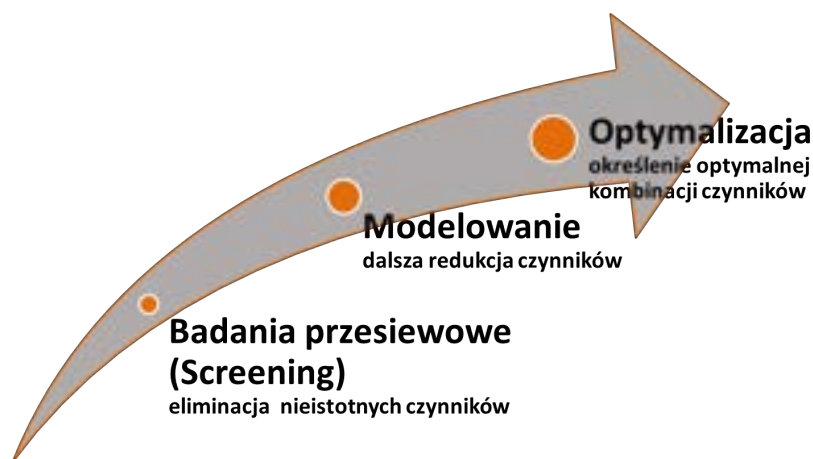 Optymalizacja
określenie optymalnej
kombinacji czynników
Modelowanie
dalsza redukcja czynników
Badania przesiewowe
(Screening)
eliminacja nieistotnych czynników